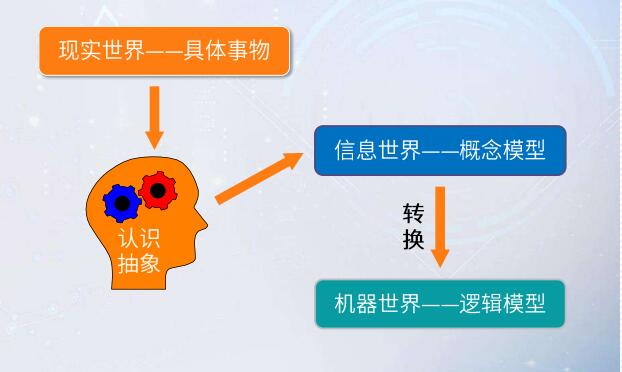 现实世界——具体事物
信息世界——概念模型
认识
抽象
转
换
机器世界——逻辑模型